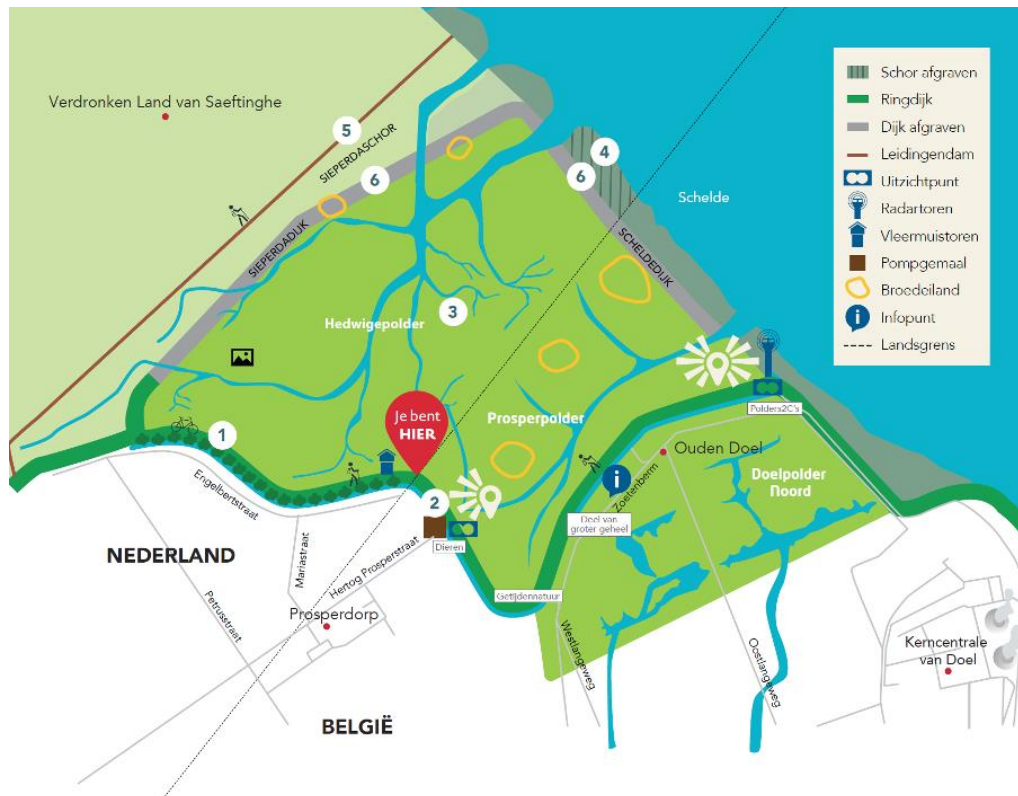 Verdronken Land van Saeftinghe
5
SIEPERDASCHOR
6
SIEPERDADIJK
4
6
Schelde
SCHELDEDIJK
3
Hedwigepolder
Je bent
HIER
Prosperpolder
1
Engelbertstraat
2
Dieren
Getijdennatuur
Polders2C's
Ouden Doel
i
Zoetenberm
Deel van
groter geheel
Doelpolder
Noord
NEDERLAND
Mariastraat
Hertog Prosperstraat
Petrusstraat
Prosperdorp
BELGIË
Westlangeweg
Oostlangeweg
Kerncentrale
van Doel
Schor afgraven
Ringdijk
Dijk afgraven
Leidingendam
Uitzichtpunt
Radartoren
Vleermuistoren
Pompgemaal
Broedeiland
i
Infopunt
Landsgrens